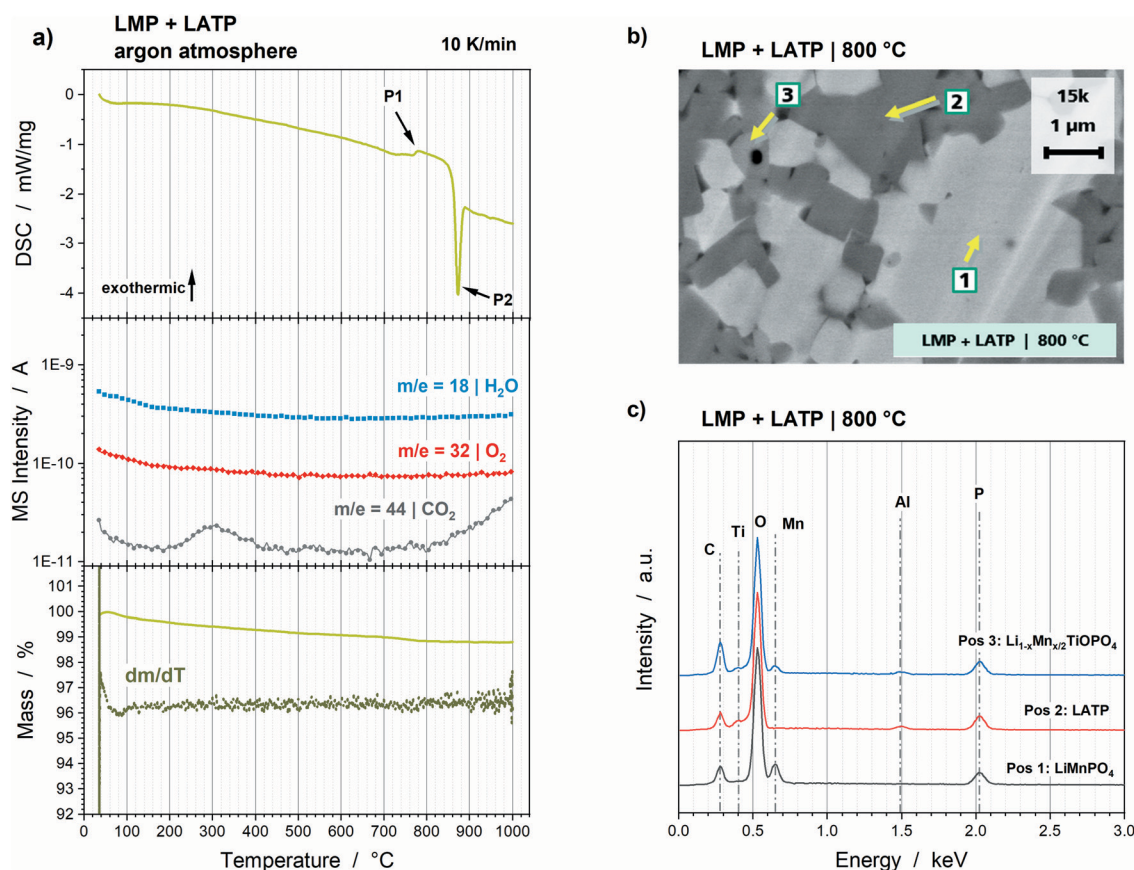 a)
LMP + LATP
argon atmosphere
10 K/min
DSC / mW/mg
0
-1
-2
-3
-4
P1
P2
exothermic
MS Intensity / A
1E-9
1E-10
1E-11
m/e = 18 | H₂O
m/e = 32 | O₂
m/e = 44 | CO₂
Mass / %
101
100
99
98
97
96
95
94
93
92
dm/dT
0 100 200 300 400 500 600 700 800 900 1000
Temperature / °C
b)
LMP + LATP | 800 °C
3
2
1
15k
1 µm
LMP + LATP | 800 °C
c)
LMP + LATP | 800 °C
Intensity / a.u.
C
Ti
O
Mn
Al
P
Pos 3: Li₁₋ₓMnₓ/₂TiOPO₄
Pos 2: LATP
Pos 1: LiMnPO₄
0.0 0.5 1.0 1.5 2.0 2.5 3.0
Energy / keV